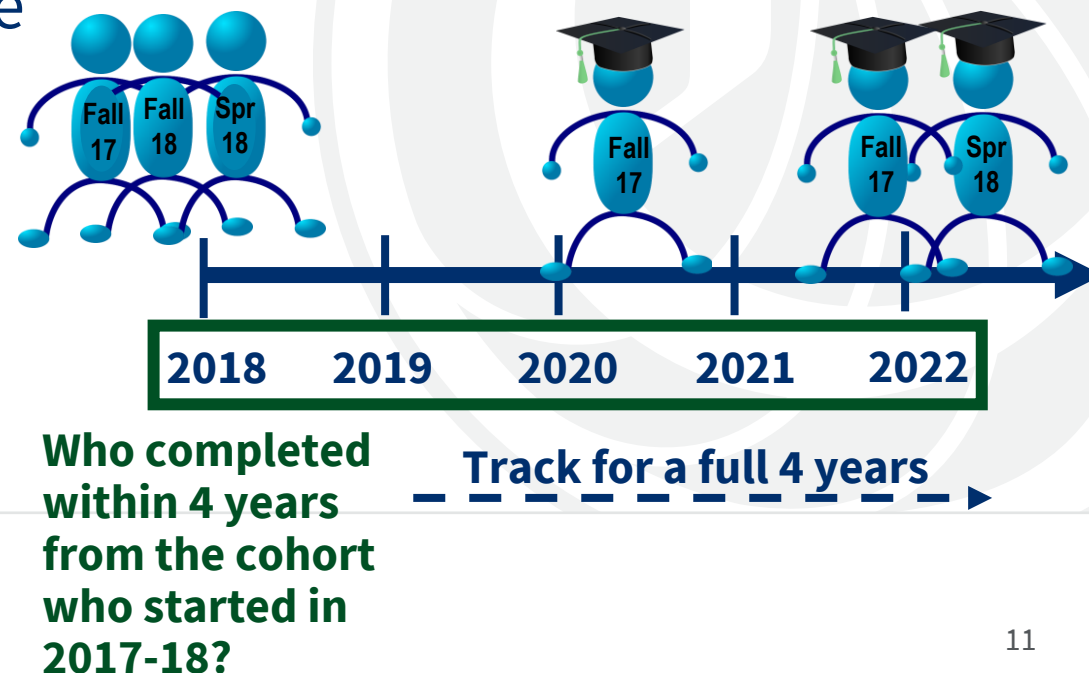 e
Fall
17
Fall
18
Spr
18
Fall
17
Fall
17
Spr
18
2018 2019 2020 2021 2022
Who completed
within 4 years
from the cohort
who started in
2017-18?
Track for a full 4 years
11